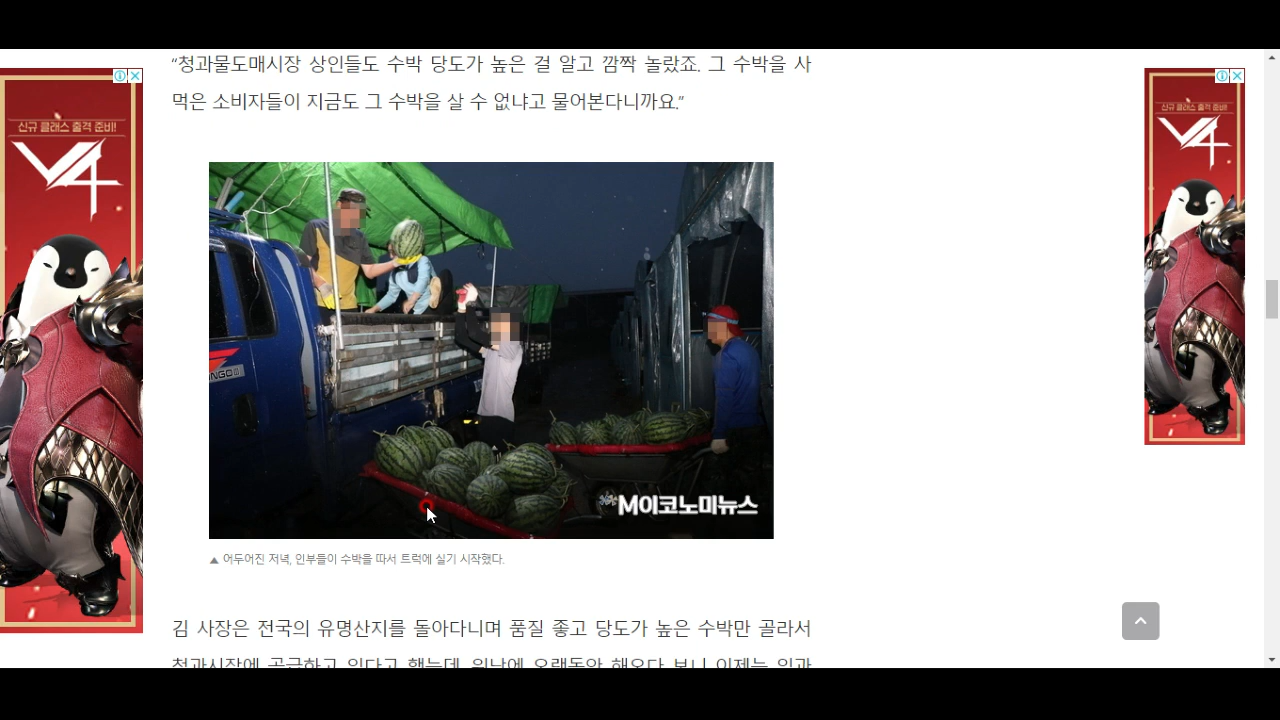 “청과물도매시장 상인들도 수박 당도가 높은 걸 알고 깜짝 놀랐죠. 그 수박을 사
먹은 소비자들이 지금도 그 수박을 살 수 없냐고 물어본다니까요.”
신규 클래스 출격 준비!
V4
신규 클래스 출격 준비!
V4
M이코노미뉴스
▲ 어두어진 저녁, 인부들이 수박을 따서 트럭에 실기 시작했다.
김 사장은 전국의 유명산지를 돌아다니며 품질 좋고 당도가 높은 수박만 골라서